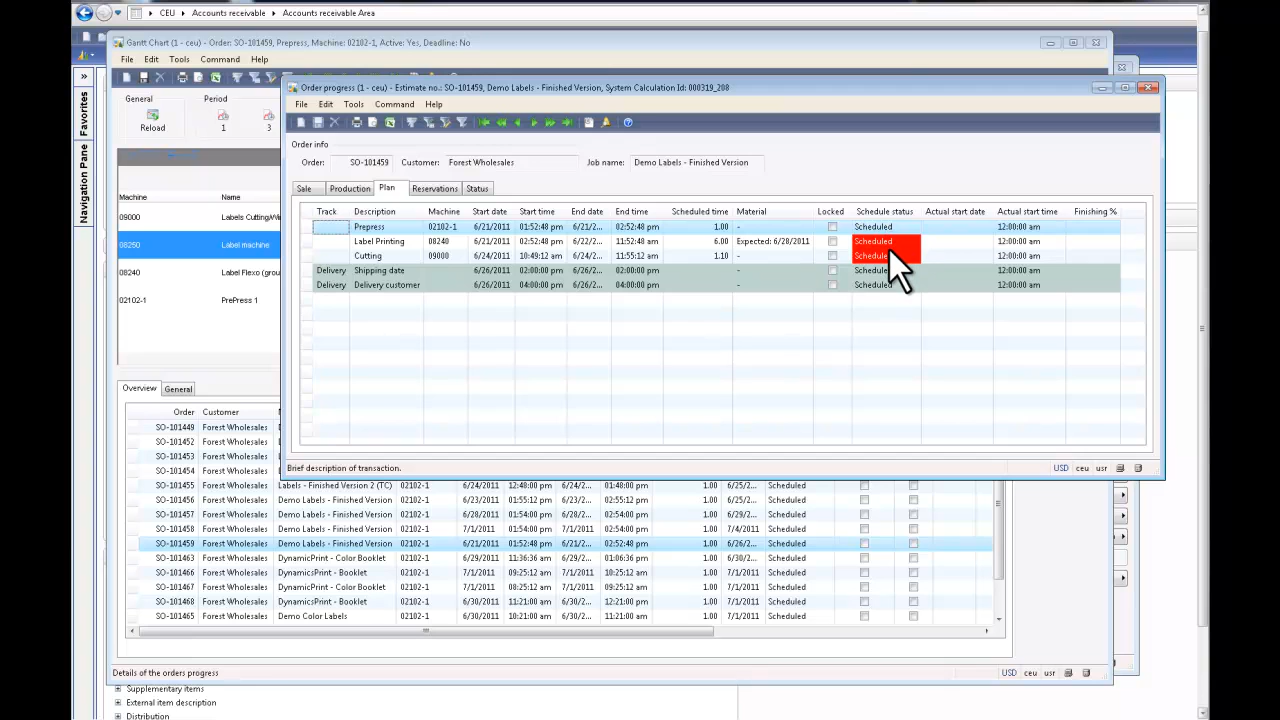 CEU ▸ Accounts receivable ▸ Accounts receivable Area
Gantt Chart (1 - ceu) - Order: SO-101459, Prepress, Machine: 02102-1, Active: Yes, Deadline: No
File Edit Tools Command Help
General Period
Reload 1 3
Favorites
Navigation Pane
Machine Name
09000 Labels Cutting/Wi
08250 Label machine
08240 Label Flexo (grou
02102-1 PrePress 1
Order progress (1 - ceu) - Estimate no.: SO-101459, Demo Labels - Finished Version, System Calculation Id: 000319_208
File Edit Tools Command Help
Order info
Order: SO-101459 Customer: Forest Wholesales Job name: Demo Labels - Finished Version
Sale Production Plan Reservations Status
Track Description Machine Start date Start time End date End time Scheduled time Material Locked Schedule status Actual start date Actual start time Finishing %
Prepress 02102-1 6/21/2011 01:52:48 pm 6/21/2... 02:52:48 pm 1.00 - Scheduled 12:00:00 am
Label Printing 08240 6/21/2011 02:52:48 pm 6/22/2... 11:52:48 am 6.00 Expected: 6/28/2011 Scheduled 12:00:00 am
Cutting 09000 6/24/2011 10:49:12 am 6/24/2... 11:55:12 am 1.10 - Schedule 12:00:00 am
Delivery Shipping date 6/26/2011 02:00:00 pm 6/26/2... 02:00:00 pm - Schedul 12:00:00 am
Delivery Delivery customer 6/26/2011 04:00:00 pm 6/26/2... 04:00:00 pm - Scheduled 12:00:00 am
Brief description of transaction. USD ceu usr
Overview General
Order Customer
SO-101449 Forest Wholesales
SO-101452 Forest Wholesales
SO-101453 Forest Wholesales
SO-101454 Forest Wholesales
SO-101455 Forest Wholesales Labels - Finished Version 2 (TC) 02102-1 6/24/2011 12:48:00 pm 6/24/2... 01:48:00 pm 1.00 6/25/2... Scheduled
SO-101456 Forest Wholesales Demo Labels - Finished Version 02102-1 6/23/2011 01:55:12 pm 6/23/2... 02:55:12 pm 1.00 6/26/2... Scheduled
SO-101457 Forest Wholesales Demo Labels - Finished Version 02102-1 6/28/2011 01:54:00 pm 6/28/2... 02:54:00 pm 1.00 6/29/2... Scheduled
SO-101458 Forest Wholesales Demo Labels - Finished Version 02102-1 7/1/2011 01:54:00 pm 7/1/2011 02:54:00 pm 1.00 7/4/2011 Scheduled
SO-101459 Forest Wholesales Demo Labels - Finished Version 02102-1 6/21/2011 01:52:48 pm 6/21/2... 02:52:48 pm 1.00 6/26/2... Scheduled
SO-101463 Forest Wholesales DynamicPrint - Color Booklet 02102-1 6/29/2011 11:36:36 am 6/29/2... 01:06:36 pm 1.00 6/30/2... Scheduled
SO-101466 Forest Wholesales DynamicsPrint - Booklet 02102-1 7/1/2011 09:25:12 am 7/1/2011 10:25:12 am 1.00 7/1/2011 Scheduled
SO-101467 Forest Wholesales DynamicPrint - Color Booklet 02102-1 7/1/2011 08:25:12 am 7/1/2011 09:25:12 am 1.00 7/1/2011 Scheduled
SO-101468 Forest Wholesales DynamicsPrint - Booklet 02102-1 6/30/2011 11:21:00 am 6/30/2... 12:21:00 pm 1.00 7/1/2011 Scheduled
SO-101465 Forest Wholesales Demo Color Labels 02102-1 6/30/2011 10:21:00 am 6/30/2... 11:21:00 am 1.00 7/1/2011 Scheduled
Details of the orders progress USD ceu usr
Supplementary items
External item description
Distribution